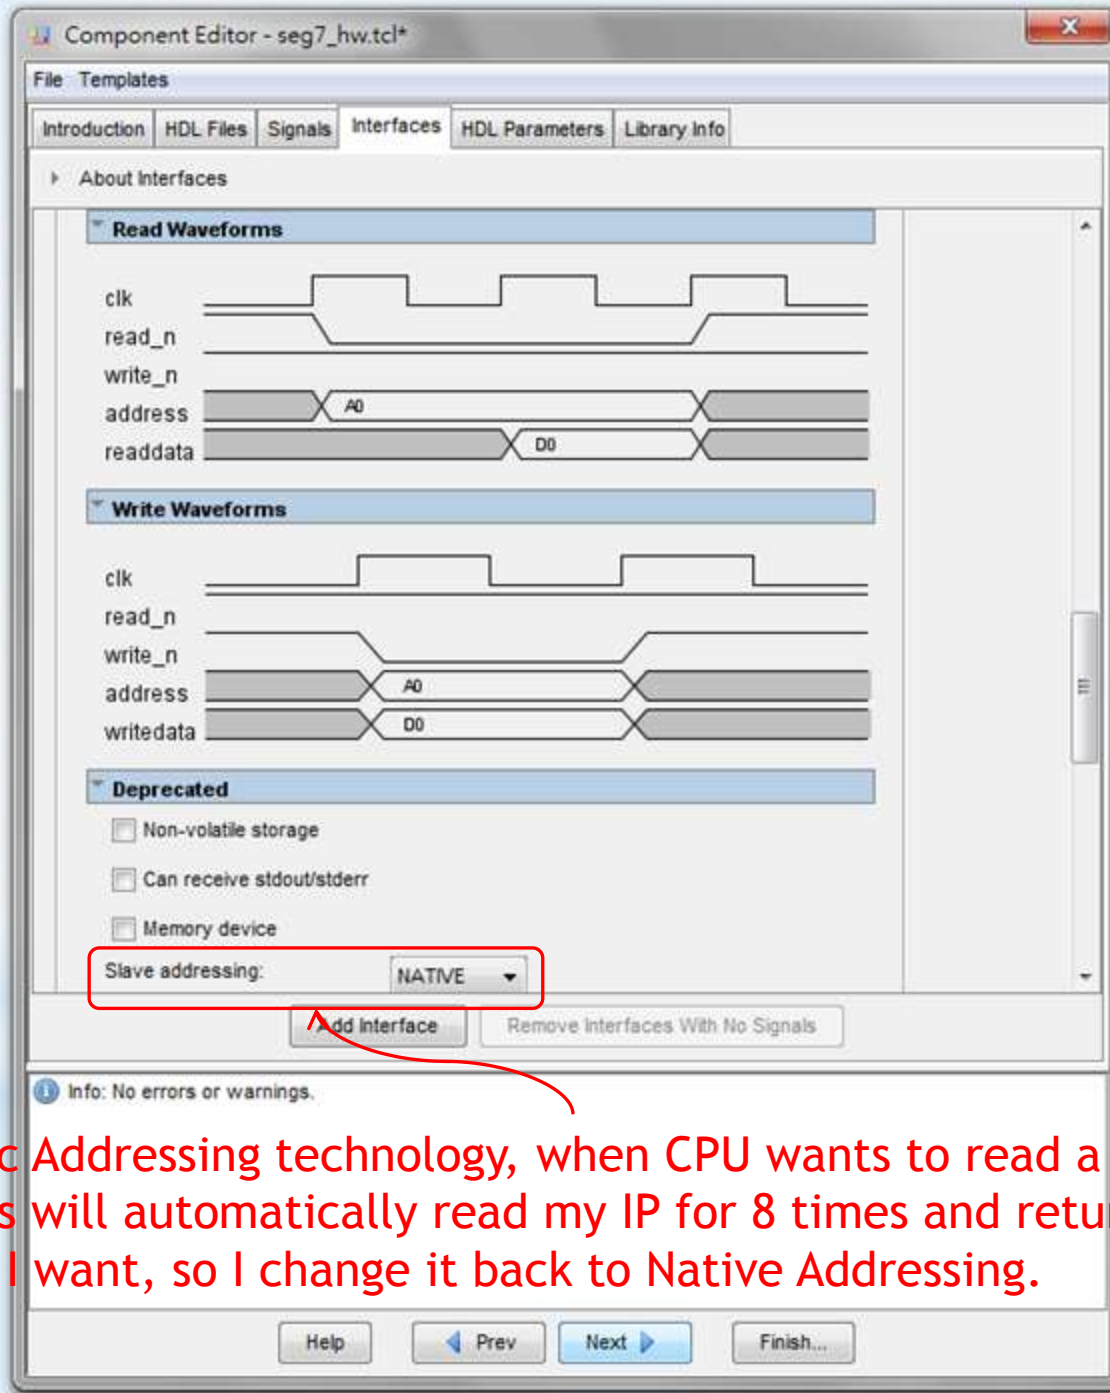 Component Editor - seg7_hw.tcl*
File Templates
Introduction HDL Files Signals Interfaces HDL Parameters Library Info
About Interfaces
Read Waveforms
clk
read_n
write_n
address A0
readdata D0
Write Waveforms
clk
read_n
write_n
address A0
writedata D0
Deprecated
Non-volatile storage
Can receive stdout/stderr
Memory device
Slave addressing: NATIVE
Add Interface Remove Interfaces With No Signals
Info: No errors or warnings.
c Addressing technology, when CPU wants to read a
s will automatically read my IP for 8 times and retu
I want, so I change it back to Native Addressing.
Help Prev Next Finish...